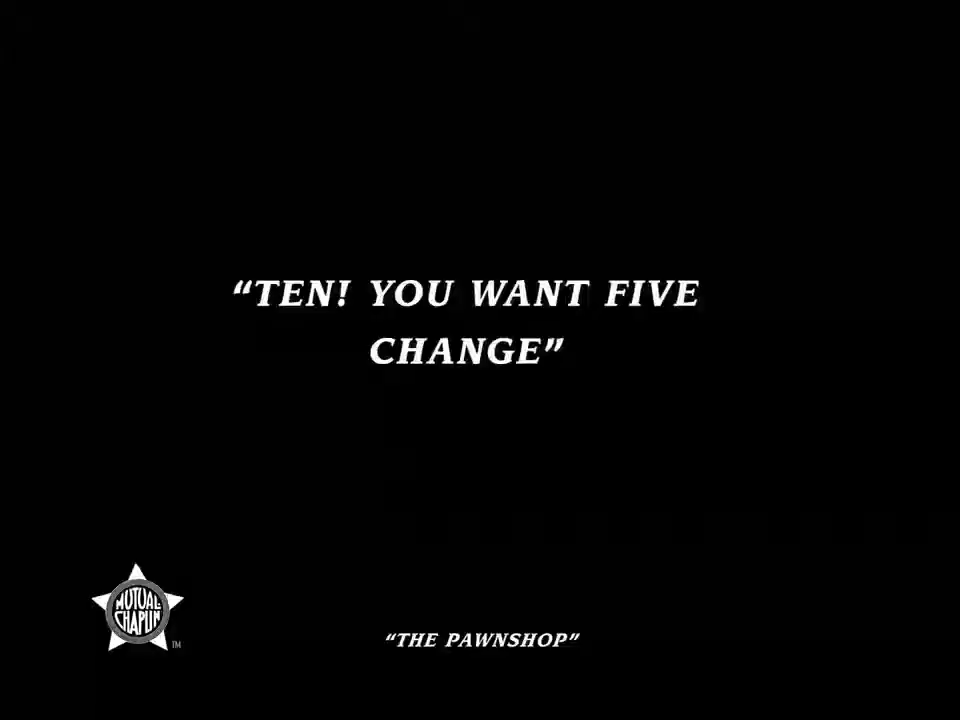 “TEN! YOU WANT FIVE
CHANGE”
MUTUAL-
CHAPLIN
TM
“THE PAWNSHOP”